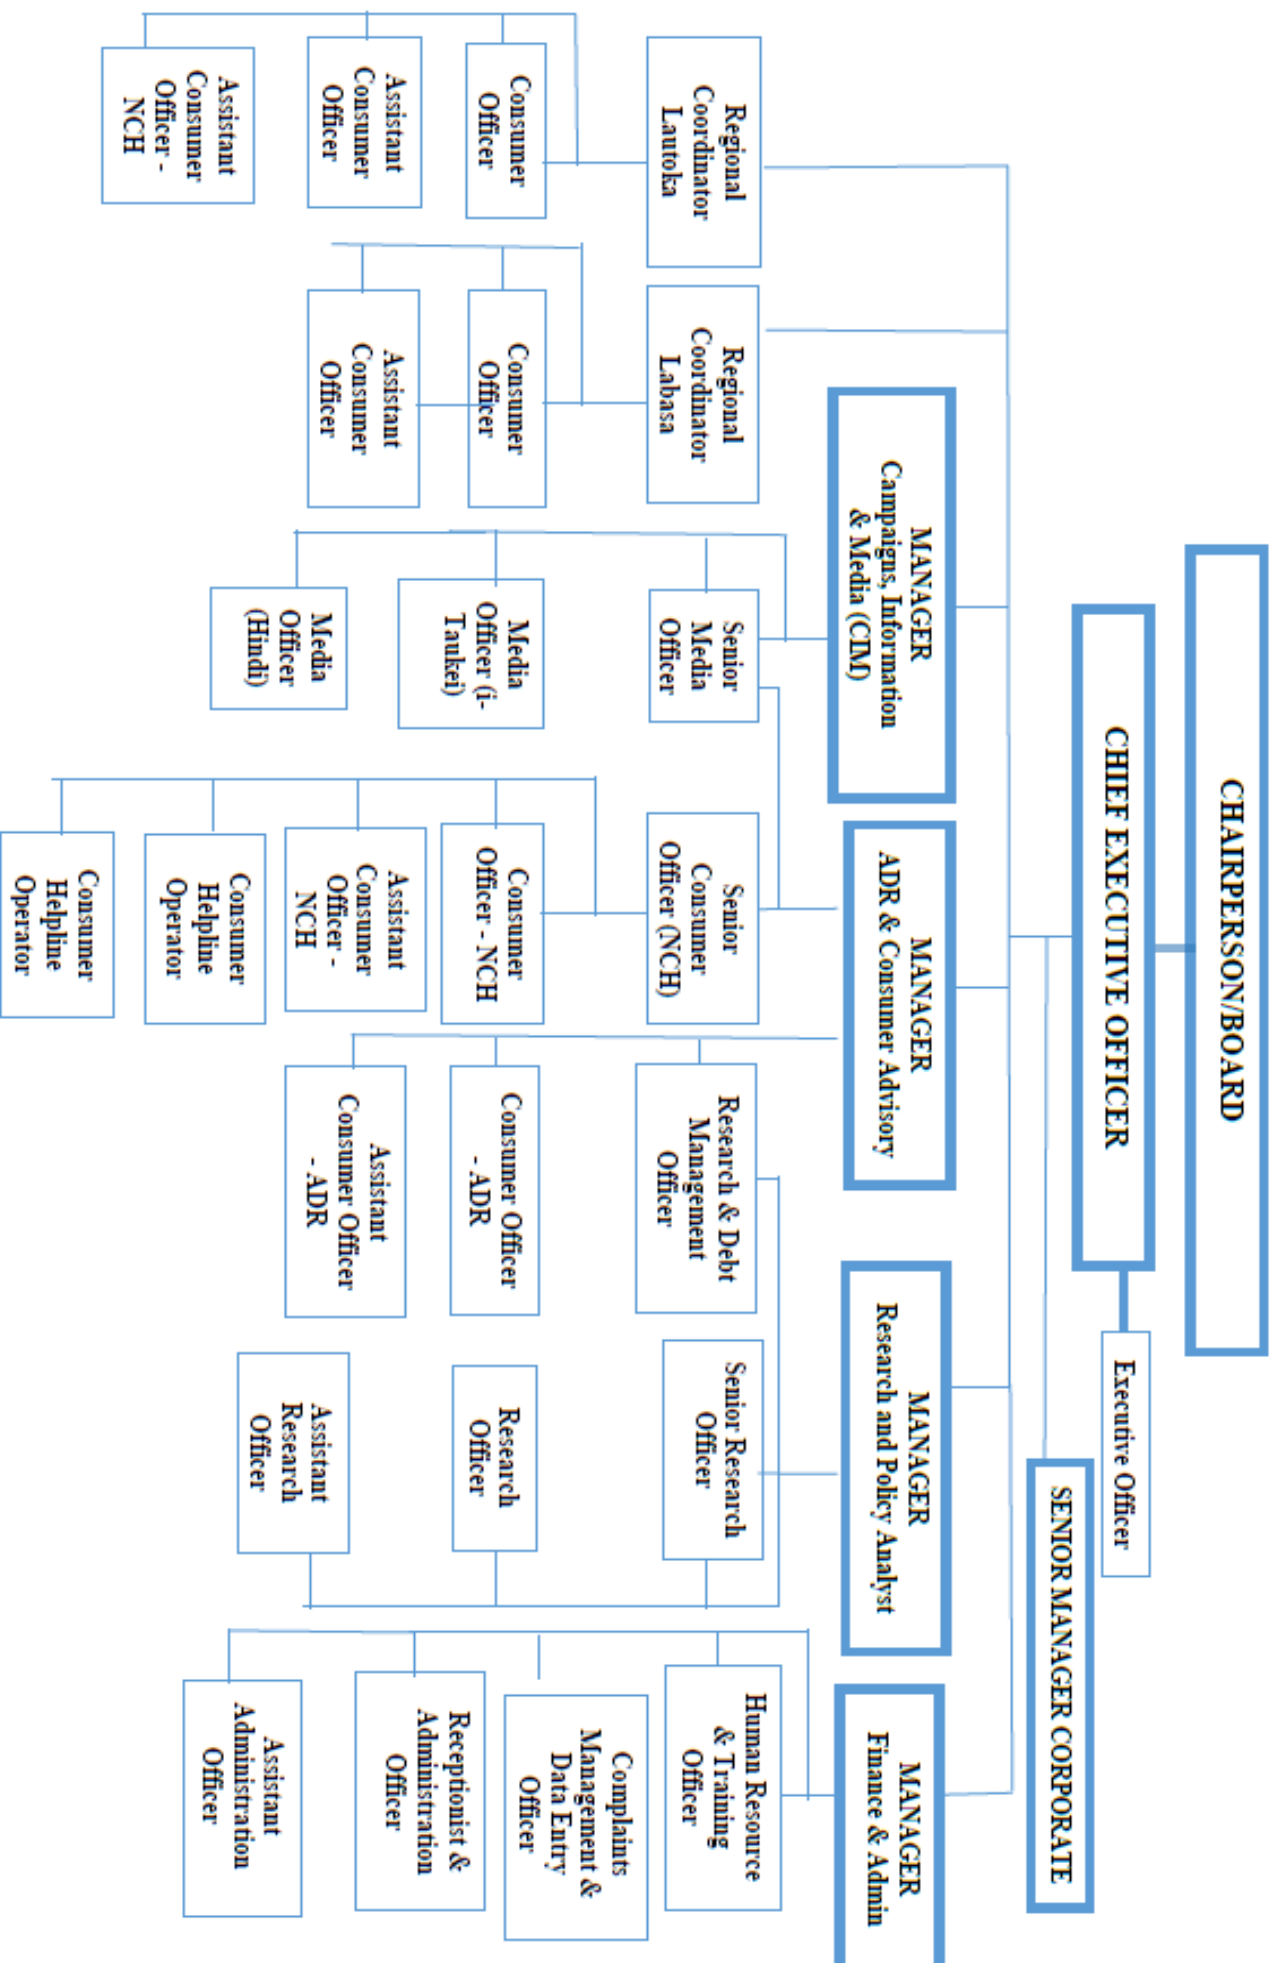 CHAIRPERSON/BOARD
CHIEF EXECUTIVE OFFICER
Executive Officer
SENIOR MANAGER CORPORATE
MANAGER
Campaigns, Information
& Media (CIM)
MANAGER
ADR & Consumer Advisory
MANAGER
Research and Policy Analyst
MANAGER
Finance & Admin
Regional
Coordinator
Lautoka
Regional
Coordinator
Labasa
Senior
Media
Officer
Senior
Consumer
Officer (NCH)
Research & Debt
Management
Officer
Senior Research
Officer
Human Resource
& Training
Officer
Consumer
Officer
Consumer
Officer
Media
Officer (i-
Taukei)
Consumer
Officer - NCH
Consumer Officer
- ADR
Research
Officer
Complaints
Management &
Data Entry
Officer
Assistant
Consumer
Officer
Assistant
Consumer
Officer
Media
Officer
(Hindi)
Assistant
Consumer
Officer -
NCH
Assistant
Consumer Officer
- ADR
Assistant
Research
Officer
Receptionist &
Administration
Officer
Assistant
Consumer
Officer -
NCH
Consumer
Helpline
Operator
Assistant
Administration
Officer
Consumer
Helpline
Operator